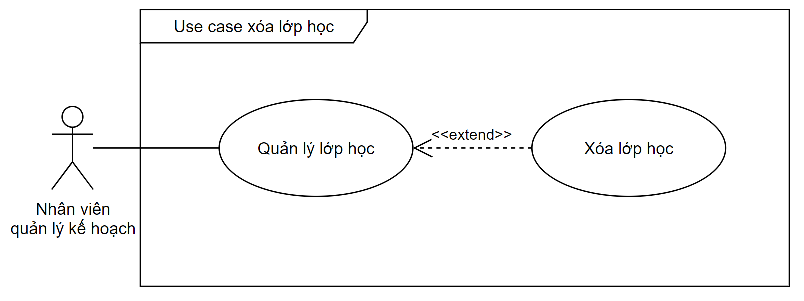 Use case xóa lớp học
<<extend>>
Quản lý lớp học
Xóa lớp học
Nhân viên
quản lý kế hoạch